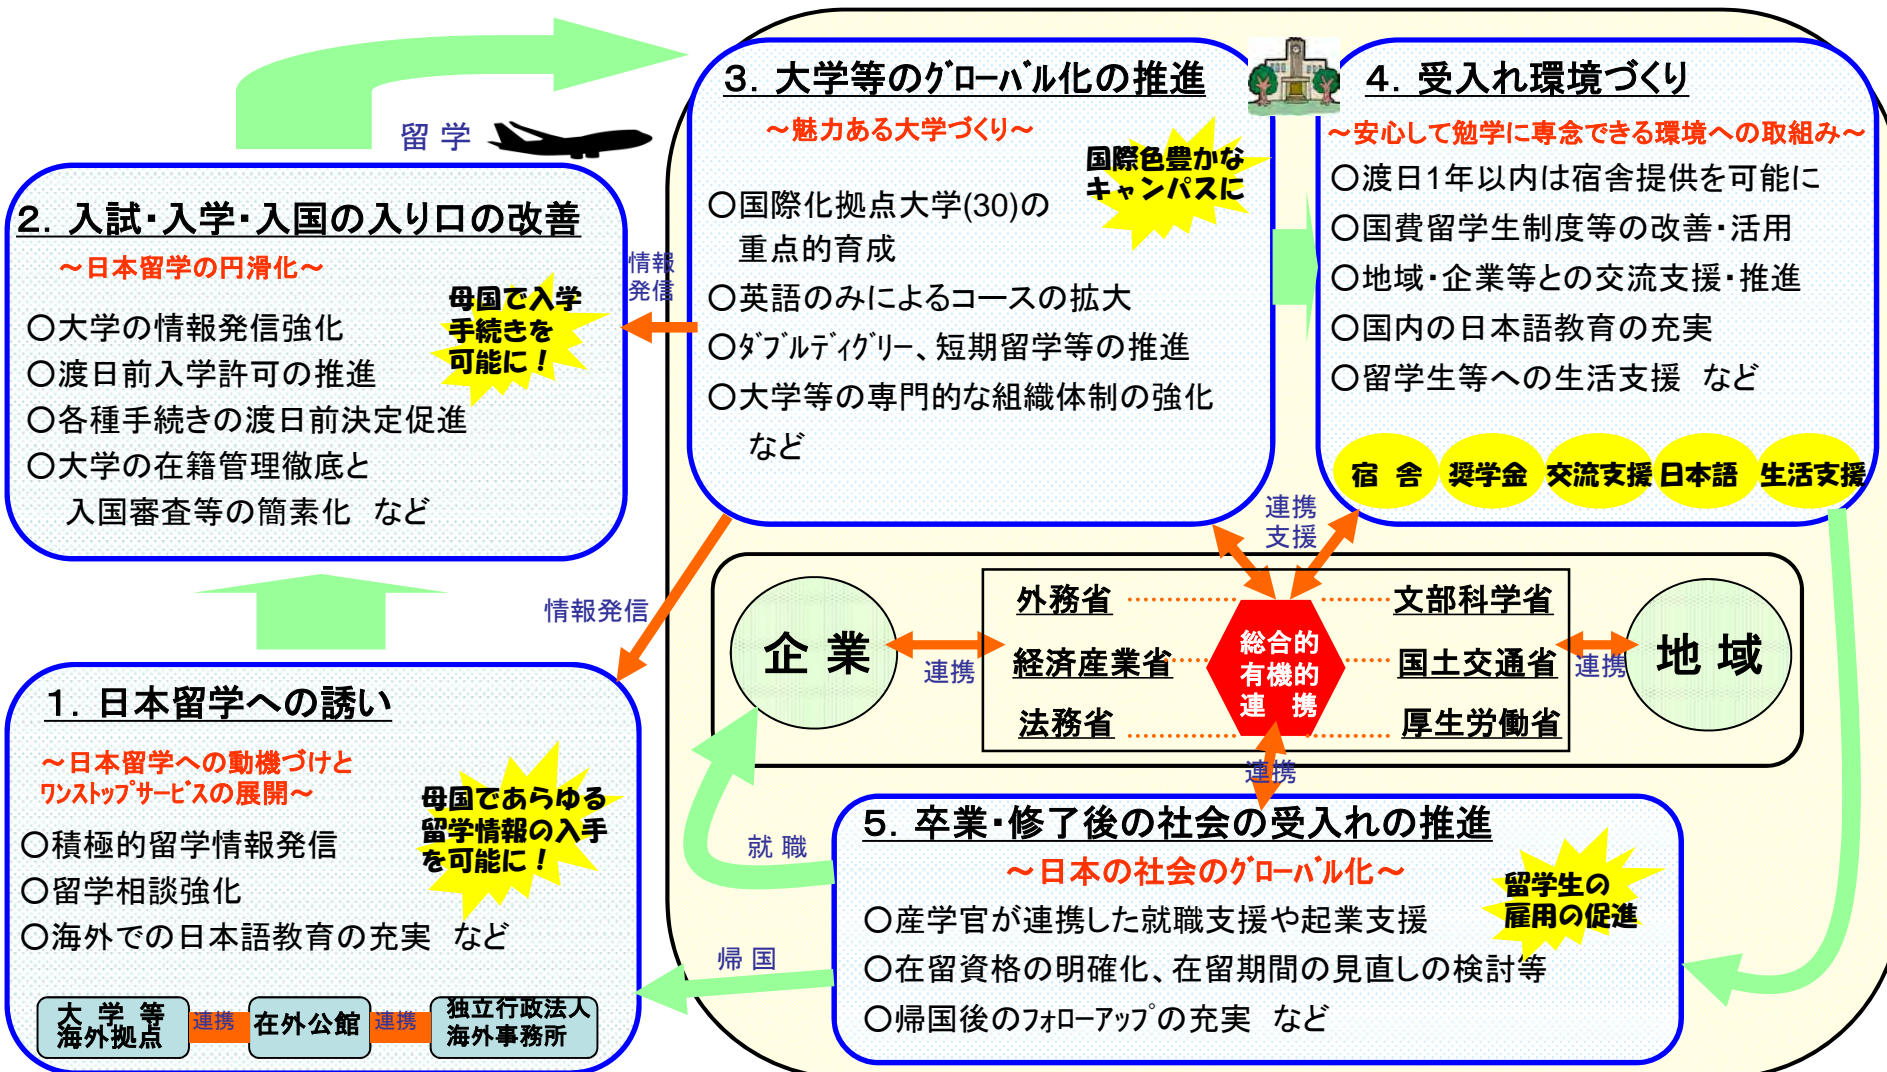 留 学
2．入試・入学・入国の入り口の改善
～日本留学の円滑化～
母国で入学
手続きを
可能に！
○大学の情報発信強化
○渡日前入学許可の推進
○各種手続きの渡日前決定促進
○大学の在籍管理徹底と
入国審査等の簡素化 など
情報
発信
3．大学等のｸﾞﾛｰﾊﾞﾙ化の推進
～魅力ある大学づくり～
国際色豊かな
キャンパスに
○国際化拠点大学(30)の
重点的育成
○英語のみによるコースの拡大
○ﾀﾞﾌﾞﾙﾃﾞｨｸﾞﾘｰ、短期留学等の推進
○大学等の専門的な組織体制の強化
など
4．受入れ環境づくり
～安心して勉学に専念できる環境への取組み～
○渡日1年以内は宿舎提供を可能に
○国費留学生制度等の改善・活用
○地域・企業等との交流支援・推進
○国内の日本語教育の充実
○留学生等への生活支援 など
宿 舎 奨学金 交流支援 日本語 生活支援
連携
支援
情報発信
企 業
連携
外務省
経済産業省
法務省
総合的
有機的
連 携
文部科学省
国土交通省
厚生労働省
連携
地 域
連携
1．日本留学への誘い
～日本留学への動機づけと
ﾜﾝｽﾄｯﾌﾟｻｰﾋﾞｽの展開～
母国であらゆる
留学情報の入手
を可能に！
○積極的留学情報発信
○留学相談強化
○海外での日本語教育の充実 など
大 学 等
海外拠点
連携
在外公館
連携
独立行政法人
海外事務所
就 職
帰 国
5．卒業・修了後の社会の受入れの推進
～日本の社会のｸﾞﾛｰﾊﾞﾙ化～
留学生の
雇用の促進
○産学官が連携した就職支援や起業支援
○在留資格の明確化、在留期間の見直しの検討等
○帰国後のﾌｫﾛｰｱｯﾌﾟの充実 など